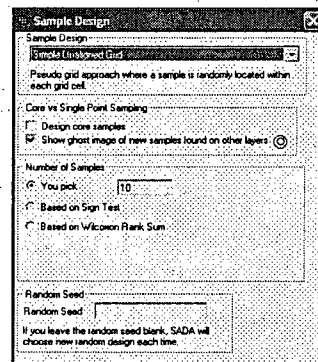 Sample Design
Sample Design
Simple Unaligned Grid
Pseudo grid approach where a sample is randomly located within
each grid cell.
Core vs Single Point Sampling
Design core samples
Show ghost image of new samples found on other layers
Number of Samples
You pick 10
Based on Sign Test
Based on Wilcoxon Rank Sum
Random Seed
Random Seed
If you leave the random seed blank, SADA will
choose new random design each time.